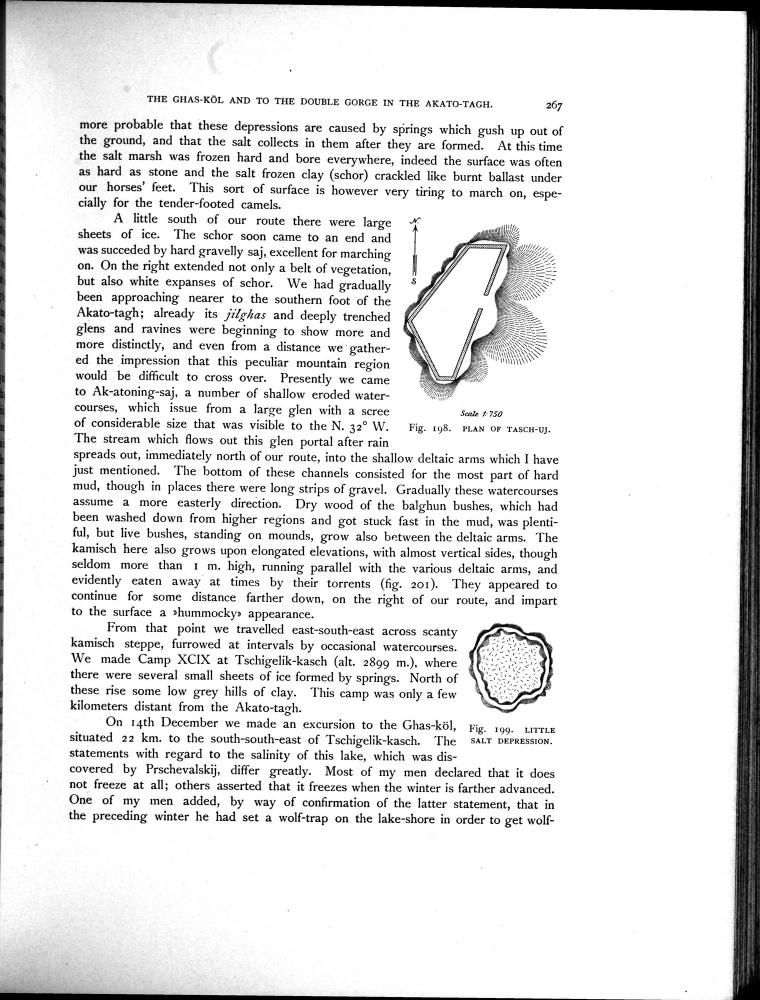 THE GHAS-KÖL AND TO THE DOUBLE GORGE IN THE AKATO-TAGH. 267
more probable that these depressions are caused by springs which gush up out of
the ground, and that the salt collects in them after they are formed. At this time
the salt marsh was frozen hard and bore everywhere, indeed the surface was often
as hard as stone and the salt frozen clay (schor) crackled like burnt ballast under
our horses' feet. This sort of surface is however very tiring to march on, espe-
cially for the tender-footed camels.
A little south of our route there were large
sheets of ice. The schor soon came to an end and
was succeded by hard gravelly saj, excellent for marching
on. On the right extended not only a belt of vegetation,
but also white expanses of schor. We had gradually
been approaching nearer to the southern foot of the
Akato-tagh; already its jilghas and deeply trenched
glens and ravines were beginning to show more and
more distinctly, and even from a distance we gather-
ed the impression that this peculiar mountain region
would be difficult to cross over. Presently we came
to Ak-atoning-saj, a number of shallow eroded water-
courses, which issue from a large glen with a scree
of considerable size that was visible to the N. 32° W.
The stream which flows out this glen portal after rain
N
S
Scale 1:750
Fig. 198. PLAN OF TASCH-UJ.
spreads out, immediately north of our route, into the shallow deltaic arms which I have
just mentioned. The bottom of these channels consisted for the most part of hard
mud, though in places there were long strips of gravel. Gradually these watercourses
assume a more easterly direction. Dry wood of the balghun bushes, which had
been washed down from higher regions and got stuck fast in the mud, was plenti-
ful, but live bushes, standing on mounds, grow also between the deltaic arms. The
kamisch here also grows upon elongated elevations, with almost vertical sides, though
seldom more than 1 m. high, running parallel with the various deltaic arms, and
evidently eaten away at times by their torrents (fig. 201). They appeared to
continue for some distance farther down, on the right of our route, and impart
to the surface a »hummocky» appearance.
From that point we travelled east-south-east across scanty
kamisch steppe, furrowed at intervals by occasional watercourses.
We made Camp XCIX at Tschigelik-kasch (alt. 2899 m.), where
there were several small sheets of ice formed by springs. North of
these rise some low grey hills of clay. This camp was only a few
kilometers distant from the Akato-tagh.
On 14th December we made an excursion to the Ghas-köl,
situated 22 km. to the south-south-east of Tschigelik-kasch. The
statements with regard to the salinity of this lake, which was dis-
Fig. 199. LITTLE
SALT DEPRESSION.
covered by Prschevalskij, differ greatly. Most of my men declared that it does
not freeze at all; others asserted that it freezes when the winter is farther advanced.
One of my men added, by way of confirmation of the latter statement, that in
the preceding winter he had set a wolf-trap on the lake-shore in order to get wolf-